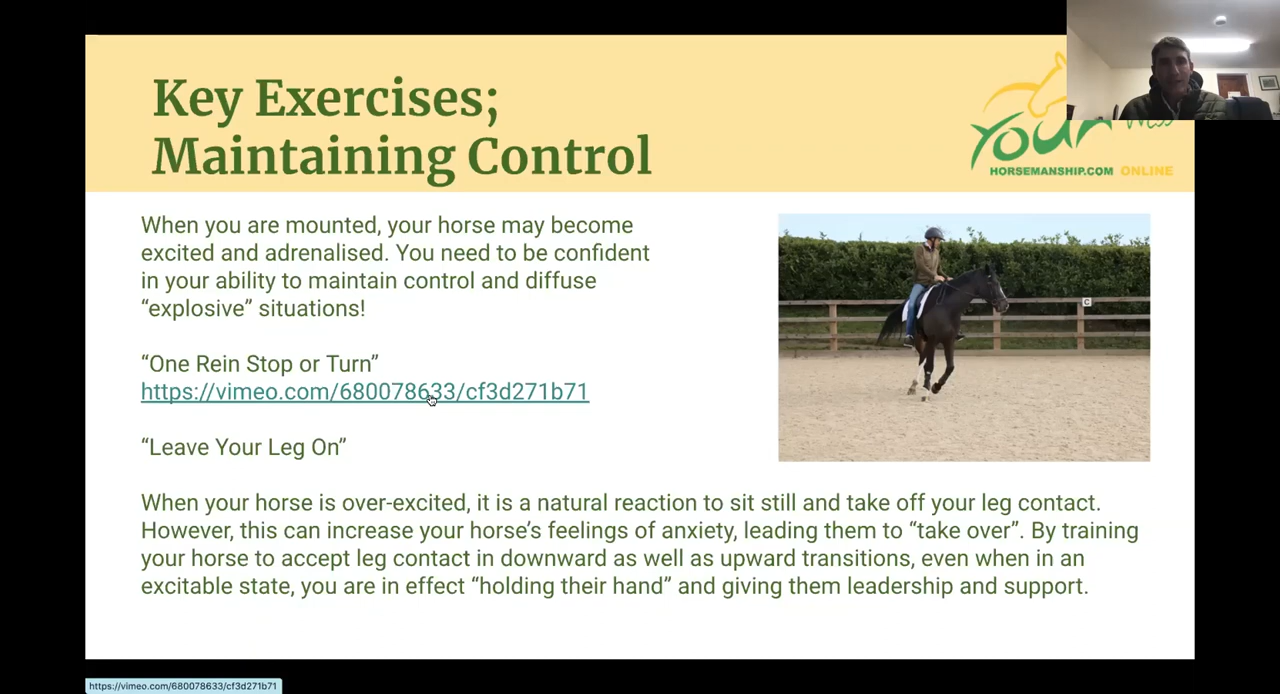 Key Exercises;
Maintaining Control
YOUR
HORSEMANSHIP.COM ONLINE
When you are mounted, your horse may become
excited and adrenalised. You need to be confident
in your ability to maintain control and diffuse
“explosive” situations!
“One Rein Stop or Turn”
https://vimeo.com/680078633/cf3d271b71
“Leave Your Leg On”
C
When your horse is over-excited, it is a natural reaction to sit still and take off your leg contact.
However, this can increase your horse’s feelings of anxiety, leading them to “take over”. By training
your horse to accept leg contact in downward as well as upward transitions, even when in an
excitable state, you are in effect “holding their hand” and giving them leadership and support.
https://vimeo.com/680078633/cf3d271b71